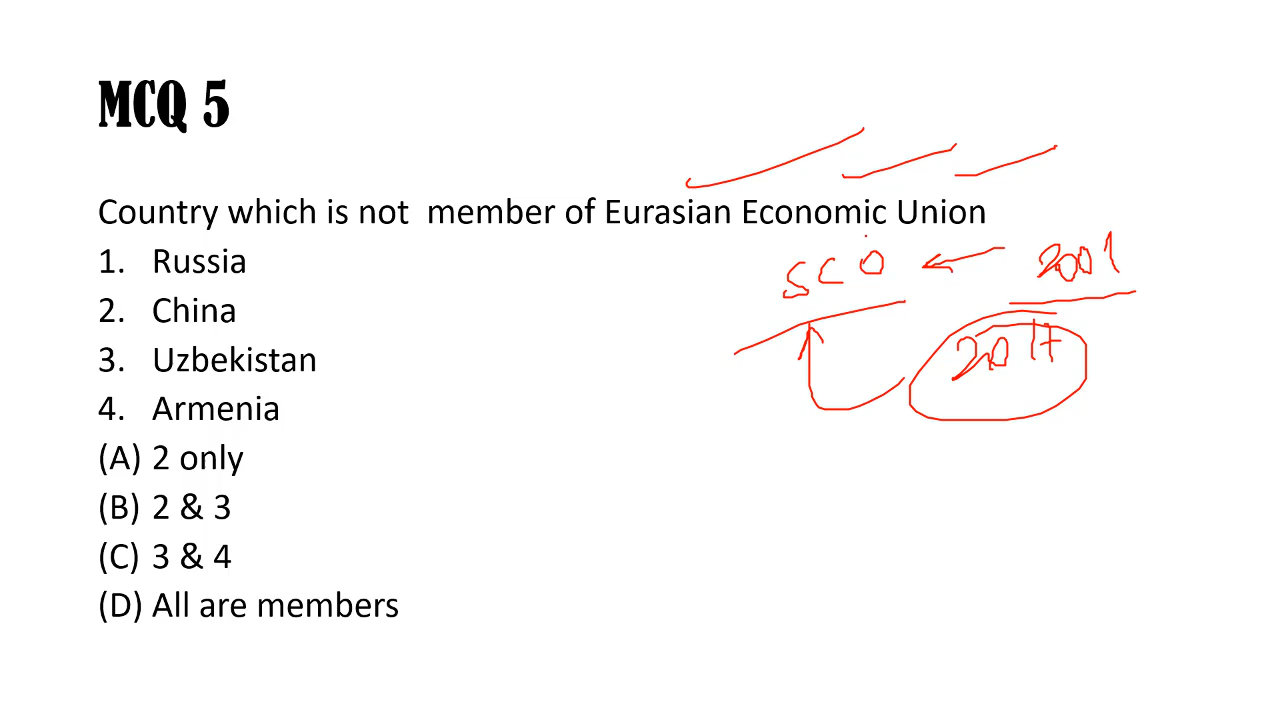 MCQ 5
Country which is not member of Eurasian Economic Union
1. Russia
SCO 2001
2. China
3. Uzbekistan
2017
4. Armenia
(A) 2 only
(B) 2 & 3
(C) 3 & 4
(D) All are members